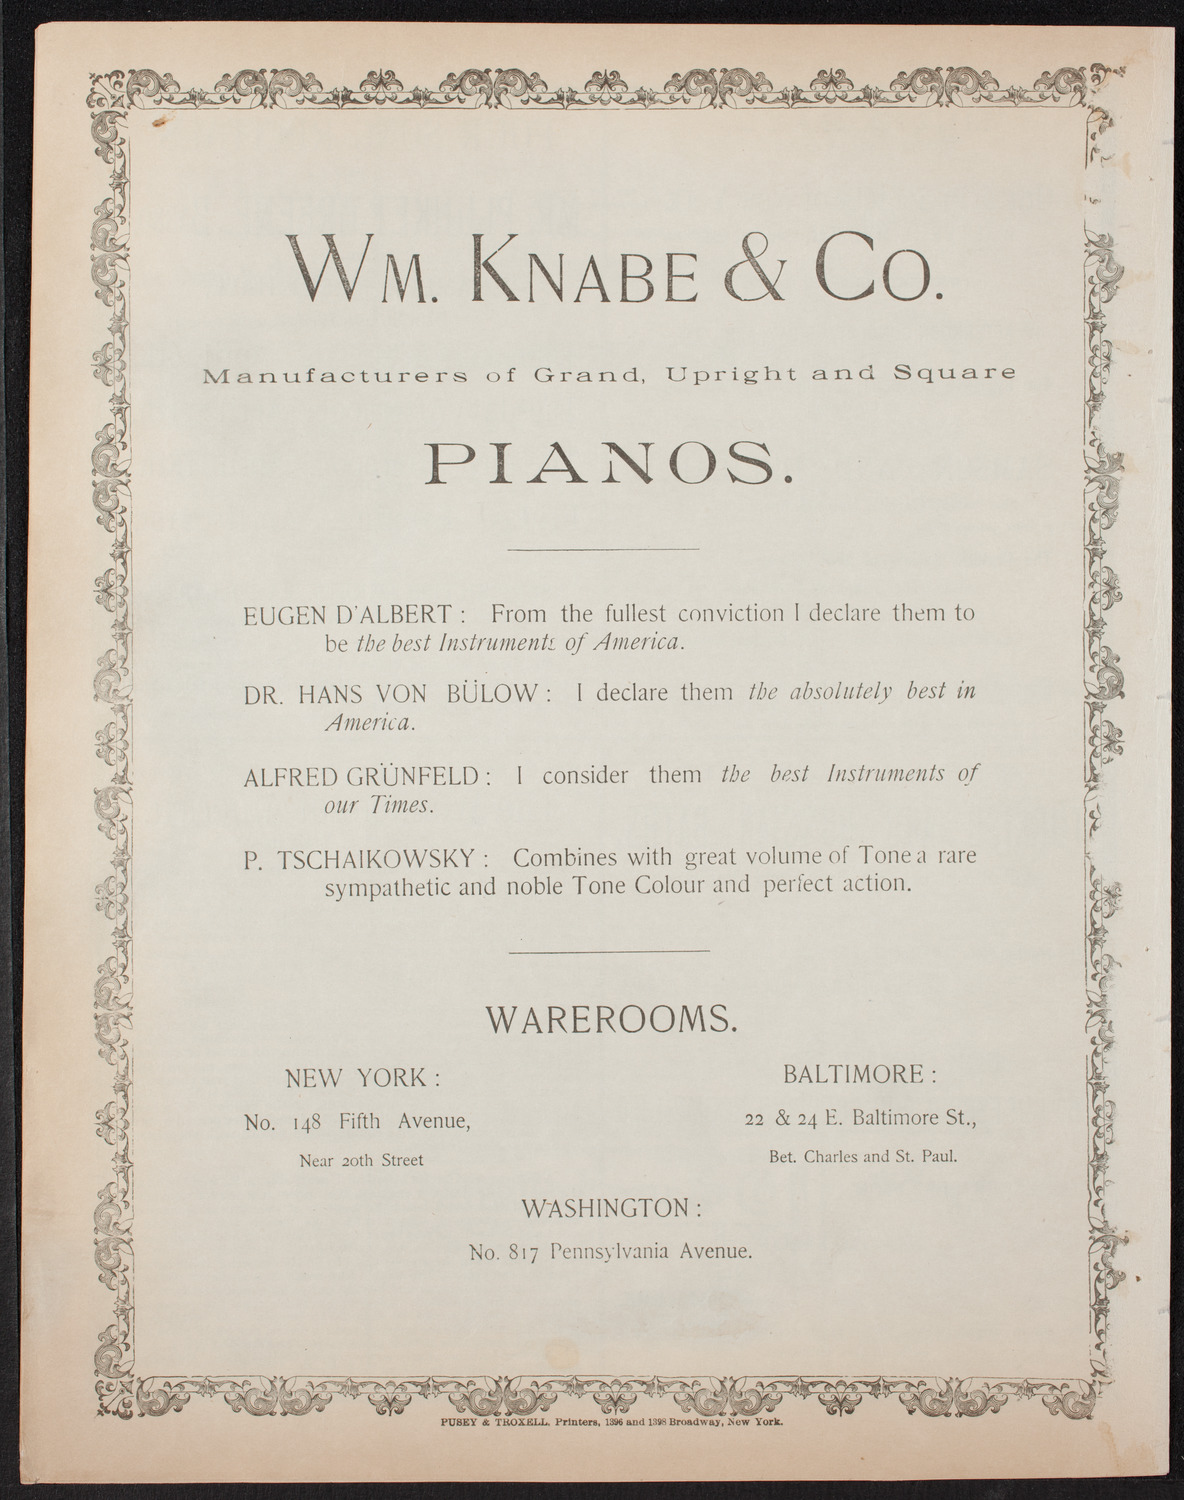 WM. KNABE & CO.
Manufacturers of Grand, Upright and Square
PIANOS.
EUGEN D'ALBERT : From the fullest conviction I declare them to
be the best Instruments of America.
DR. HANS VON BÜLOW : I declare them the absolutely best in
America.
ALFRED GRÜNFELD : I consider them the best Instruments of
our Times.
P. TSCHAIKOWSKY : Combines with great volume of Tone a rare
sympathetic and noble Tone Colour and perfect action.
WAREROOMS.
NEW YORK :
No. 148 Fifth Avenue,
Near 20th Street
BALTIMORE :
22 & 24 E. Baltimore St.,
Bet. Charles and St. Paul.
WASHINGTON :
No. 817 Pennsylvania Avenue.
PUSEY & TROXELL, Printers, 1396 and 1398 Broadway, New York.